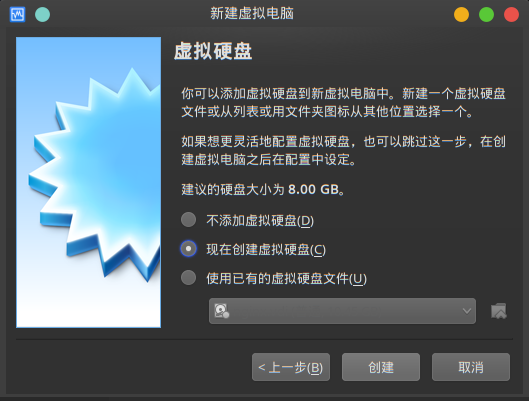 新建虚拟电脑
虚拟硬盘
你可以添加虚拟硬盘到新虚拟电脑中。新建一个虚拟硬盘
文件或从列表或用文件夹图标从其他位置选择一个。
如果想更灵活地配置虚拟硬盘，也可以跳过这一步，在创
建虚拟电脑之后在配置中设定。
建议的硬盘大小为 8.00 GB。
不添加虚拟硬盘(D)
现在创建虚拟硬盘(C)
使用已有的虚拟硬盘文件(U)
< 上一步(B)
创建
取消